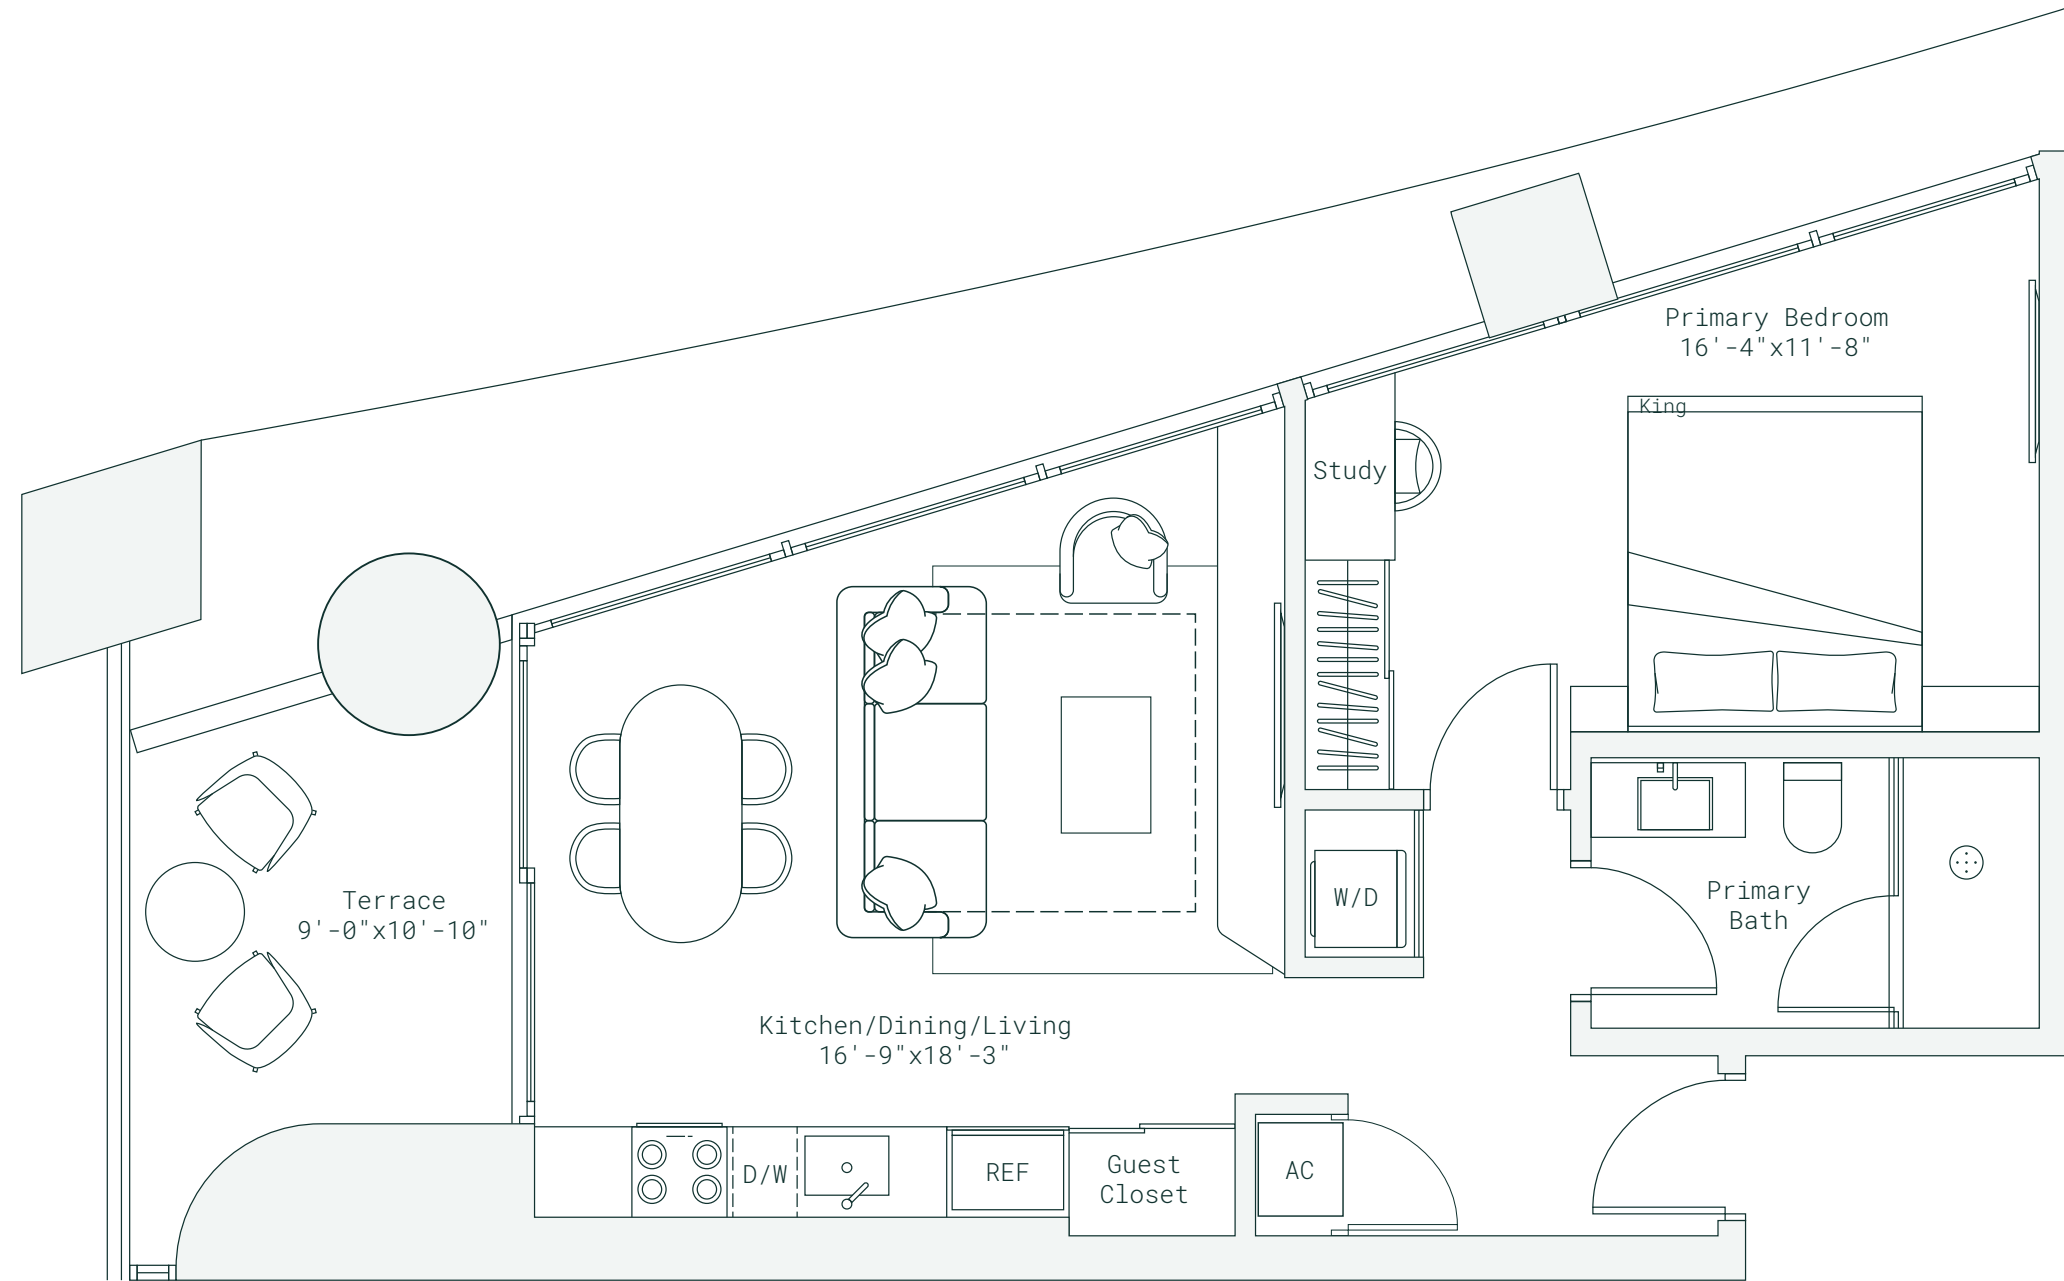 Primary Bedroom
16'-4"x11'-8"
King
Study
W/D
Primary
Bath
Terrace
9'-0"x10'-10"
Kitchen/Dining/Living
16'-9"x18'-3"
D/W
REF
Guest
Closet
AC